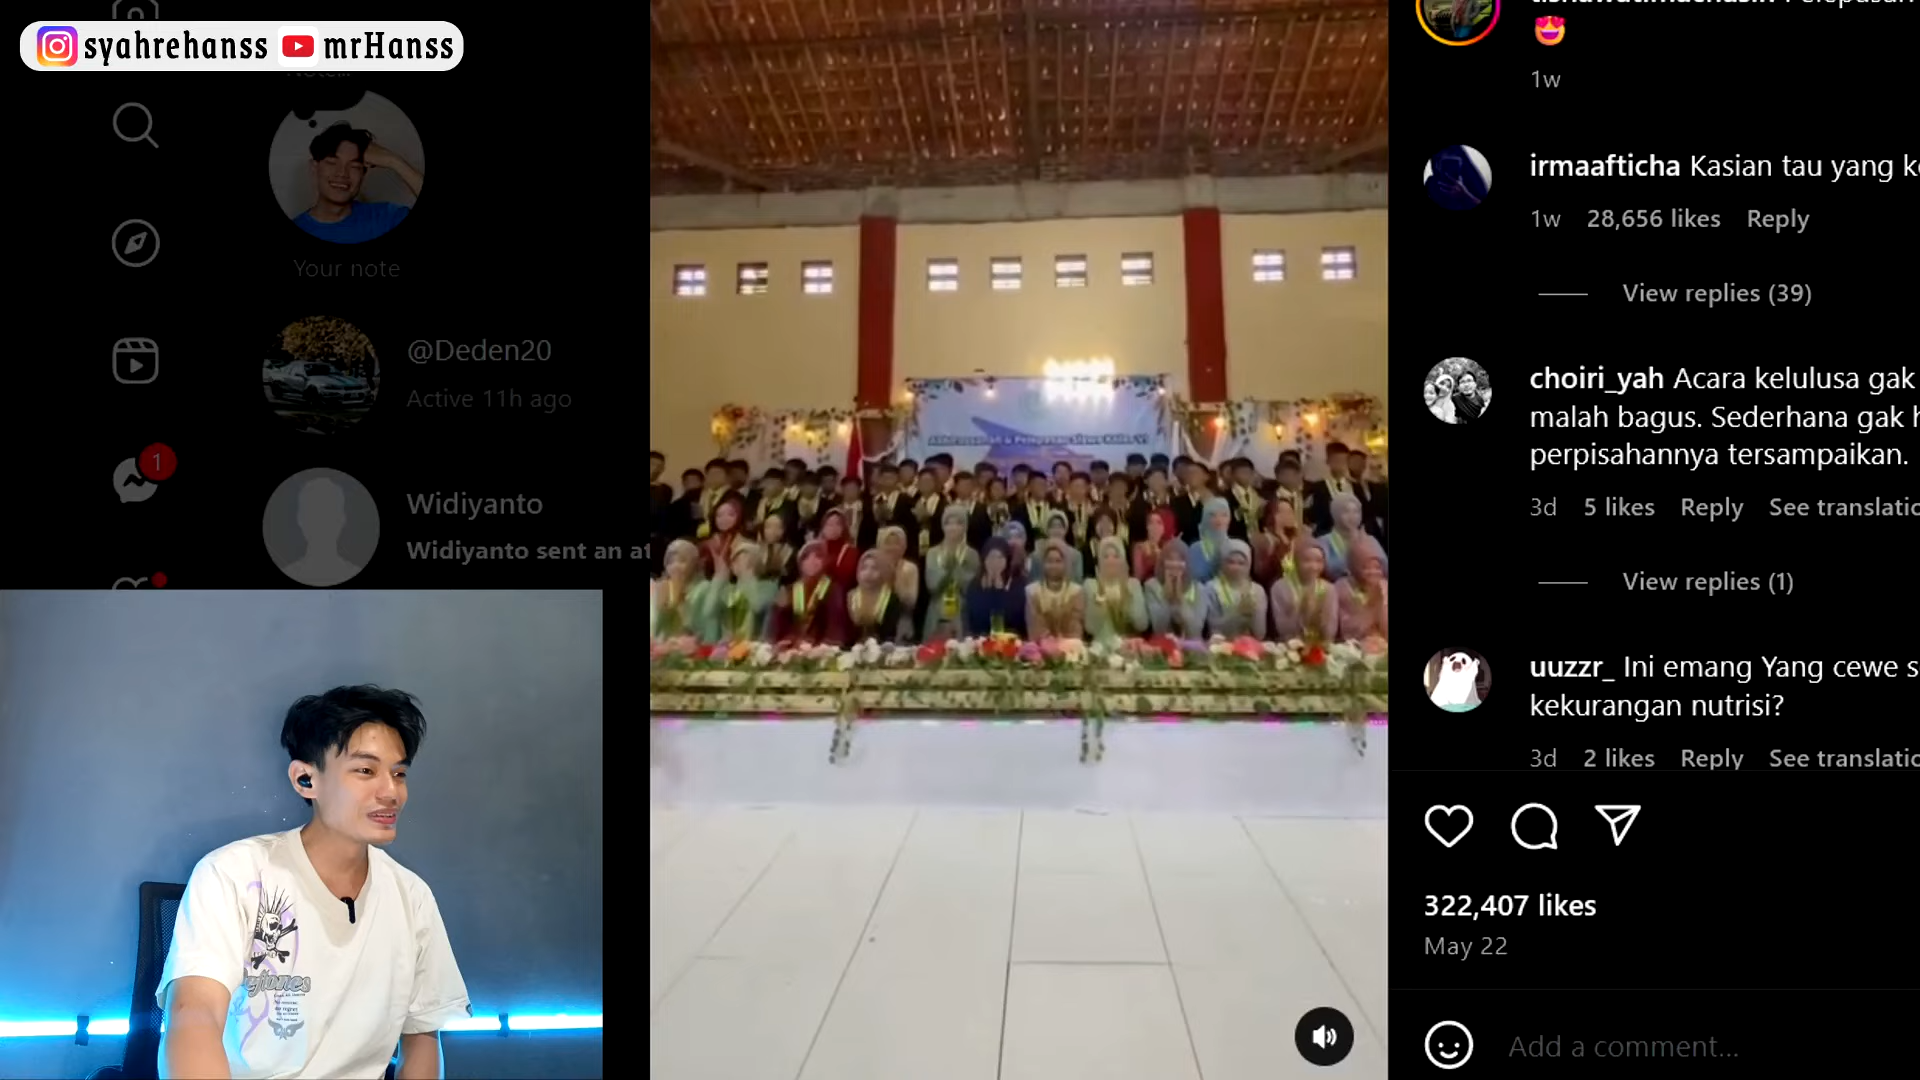 syahrehanss mrHanss
Your note
@Deden20
Active 11h ago
1
Widiyanto
Widiyanto sent an at
1w
irmaafticha Kasian tau yang k
1w 28,656 likes Reply
View replies (39)
choiri_yah Acara kelulusa gak
malah bagus. Sederhana gak h
perpisahannya tersampaikan.
3d 5 likes Reply See translatio
View replies (1)
uuzzr_ Ini emang Yang cewe s
kekurangan nutrisi?
3d 2 likes Reply See translatio
322,407 likes
May 22
Add a comment...